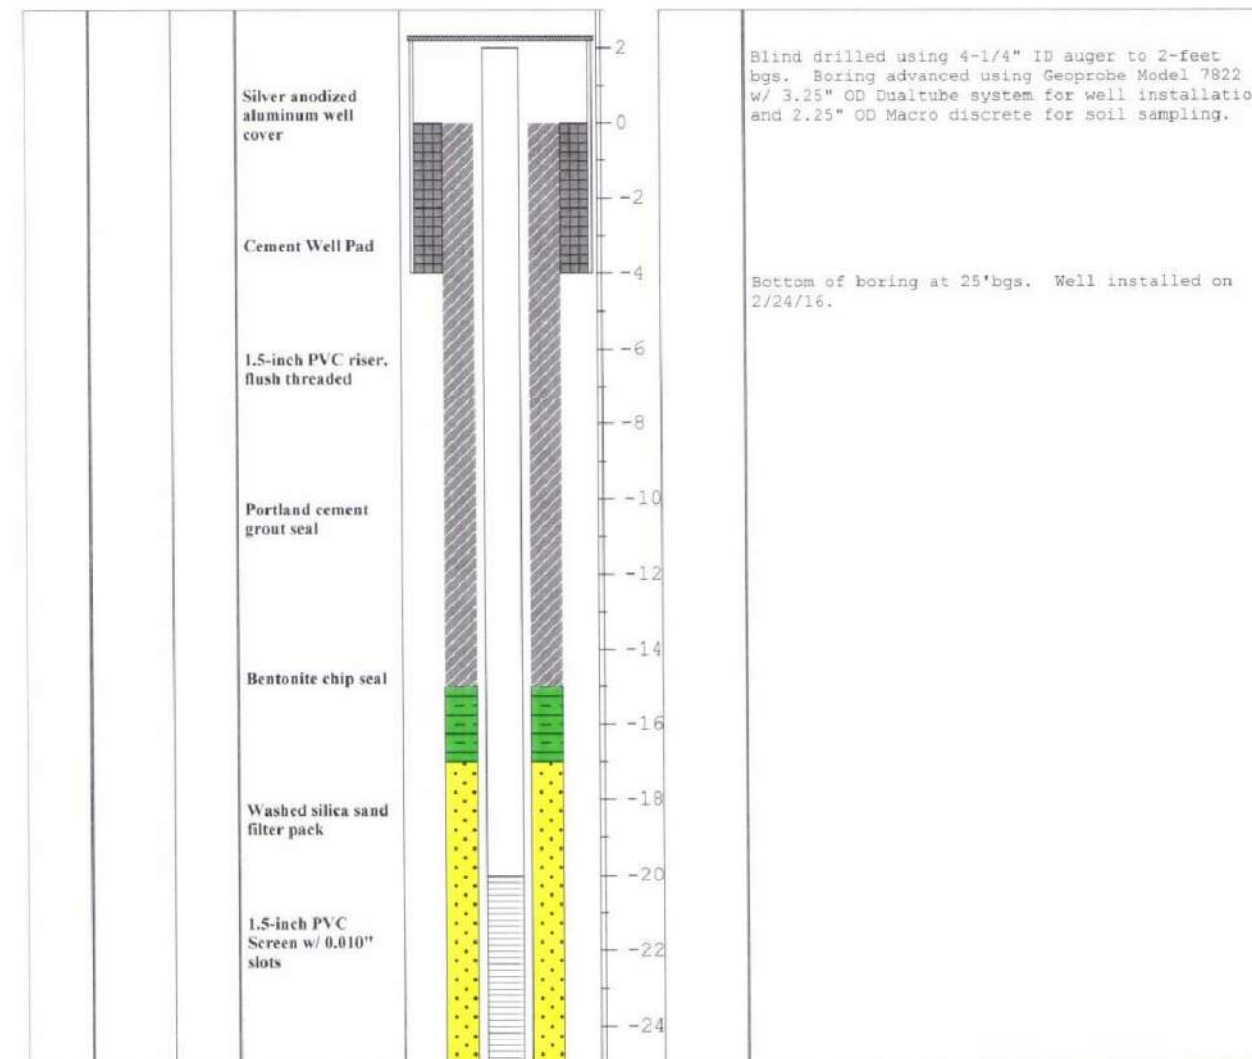 Silver anodized
aluminum well
cover
Cement Well Pad
1.5-inch PVC riser,
flush threaded
Portland cement
grout seal
Bentonite chip seal
Washed silica sand
filter pack
1.5-inch PVC
Screen w/ 0.010"
slots
2
0
-2
-4
-6
-8
-10
-12
-14
-16
-18
-20
-22
-24
Blind drilled using 4-1/4" ID auger to 2-feet
bgs. Boring advanced using Geoprobe Model 7822
w/ 3.25" OD Dualtube system for well installatio
and 2.25" OD Macro discrete for soil sampling.
Bottom of boring at 25'bgs. Well installed on
2/24/16.